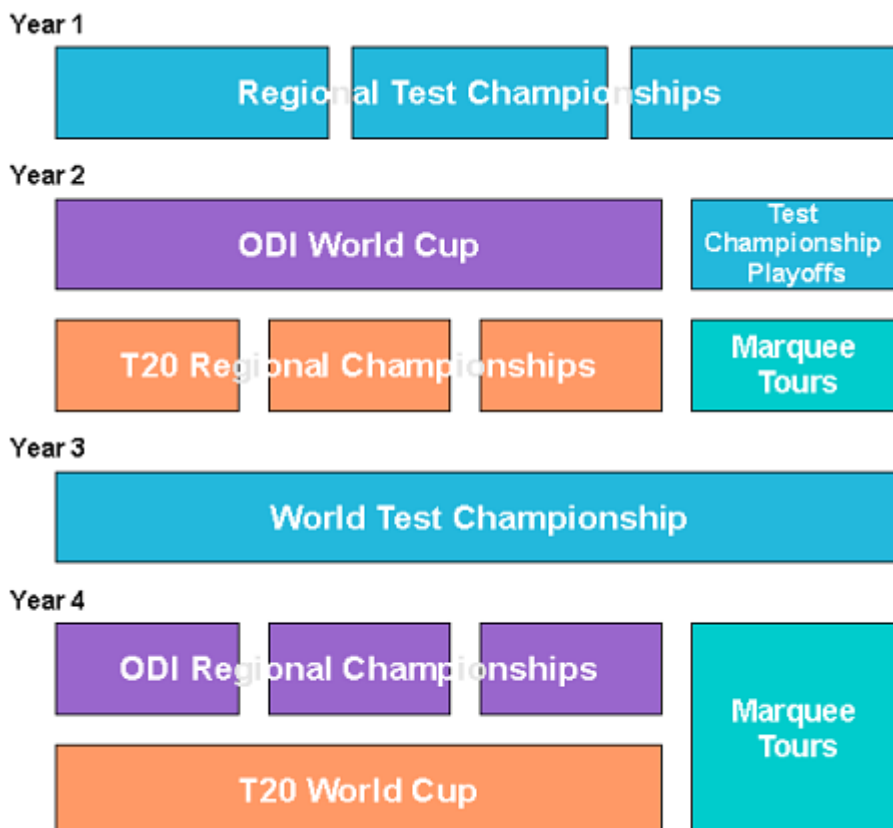 Year 1
Regional Test Championships
Year 2
ODI World Cup
Test
Championship
Playoffs
T20 Regional Championships
Marquee
Tours
Year 3
World Test Championship
Year 4
ODI Regional Championships
Marquee
Tours
T20 World Cup